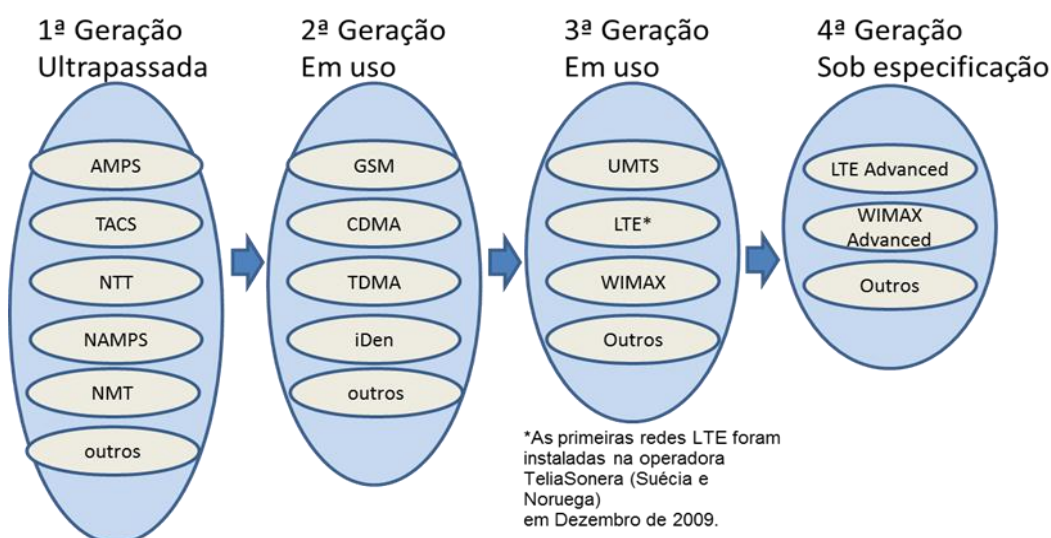 1ª Geração
Ultrapassada
AMPS
TACS
NTT
NAMPS
NMT
outros
2ª Geração
Em uso
GSM
CDMA
TDMA
iDen
outros
3ª Geração
Em uso
UMTS
LTE*
WIMAX
Outros
*As primeiras redes LTE foram
instaladas na operadora
TeliaSonera (Suécia e
Noruega)
em Dezembro de 2009.
4ª Geração
Sob especificação
LTE Advanced
WIMAX
Advanced
Outros